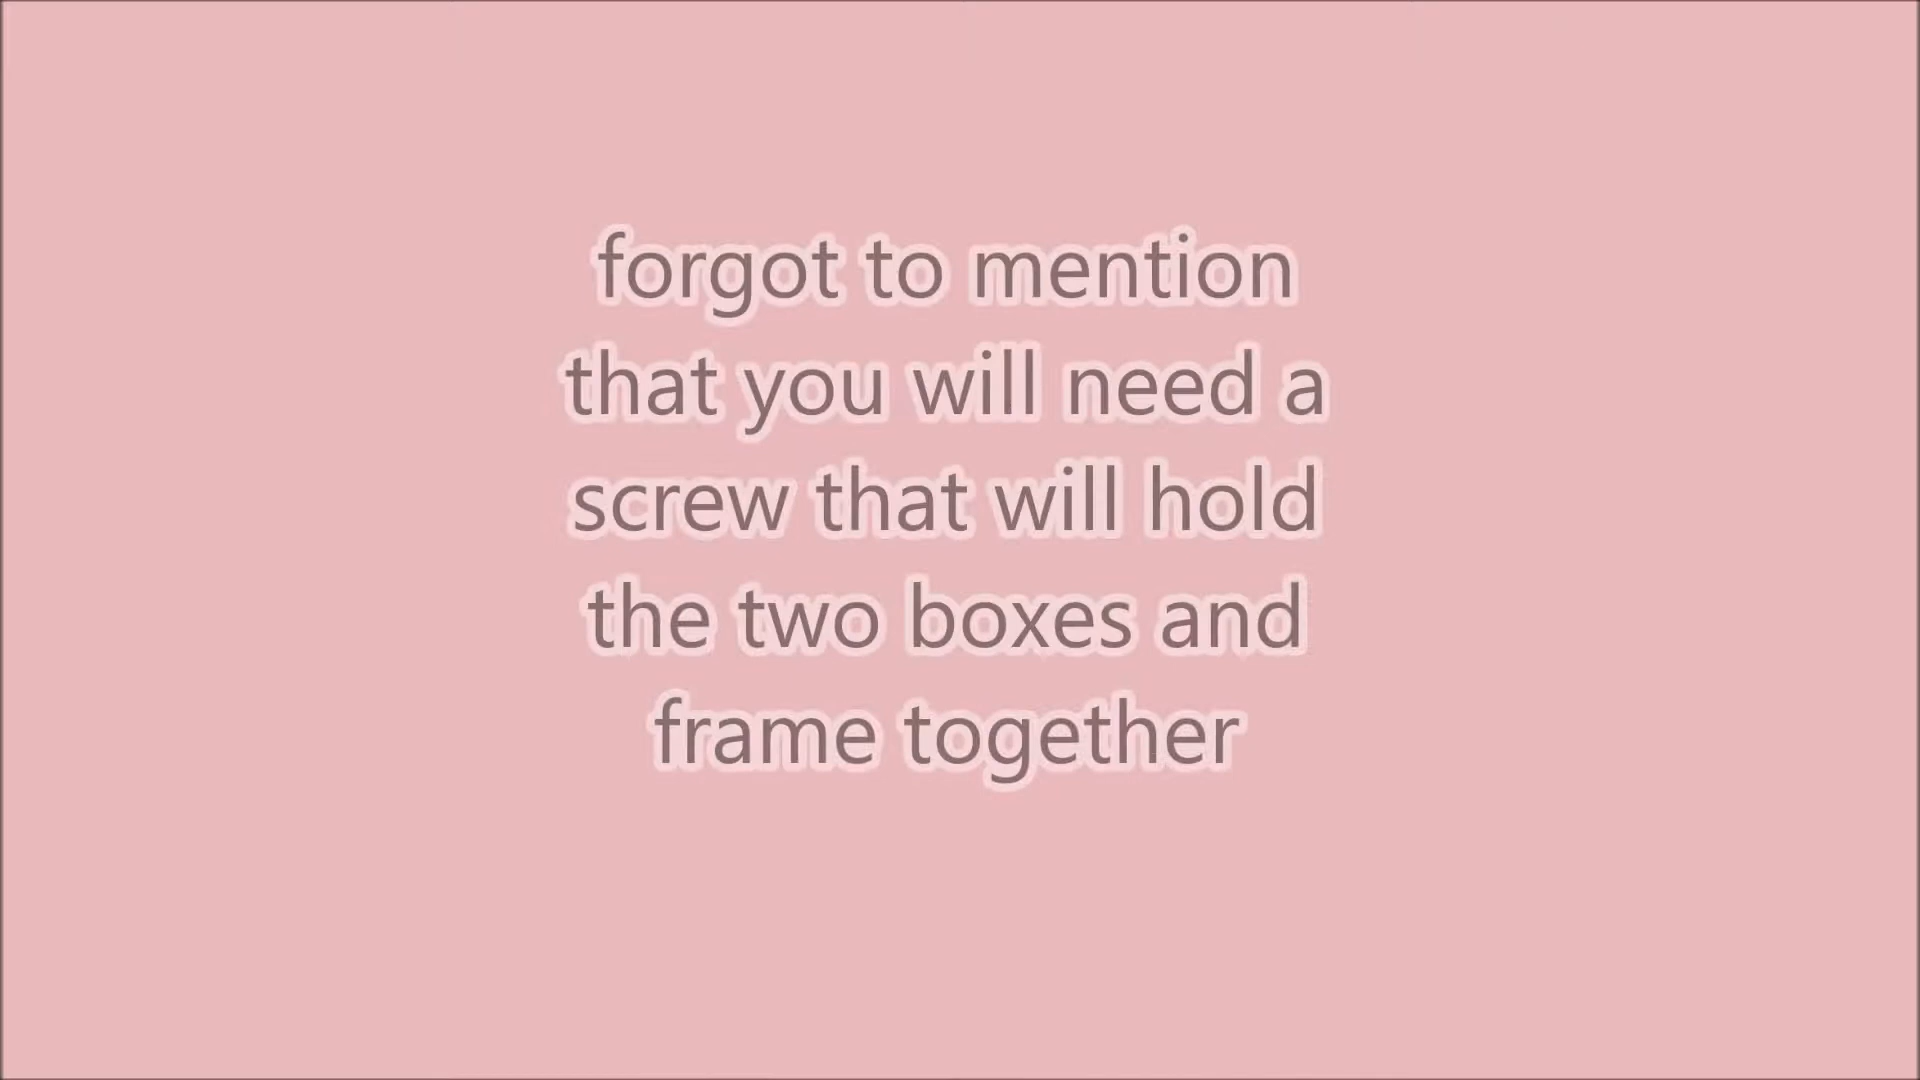 forgot to mention
that you will need a
screw that will hold
the two boxes and
frame together